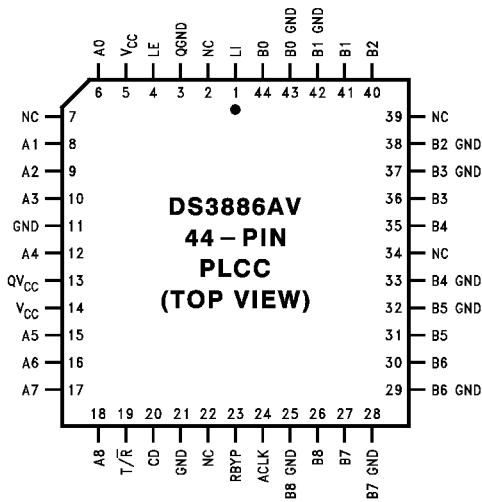 A0 V_CC LE QGND NC LI B0 B0 GND B1 GND B1 B2
6 5 4 3 2 1 44 43 42 41 40
NC 7
A1 8
A2 9
A3 10
GND 11
A4 12
QV_CC 13
V_CC 14
A5 15
A6 16
A7 17
DS3886AV
44–PIN
PLCC
(TOP VIEW)
39 NC
38 B2 GND
37 B3 GND
36 B3
35 B4
34 NC
33 B4 GND
32 B5 GND
31 B5
30 B6
29 B6 GND
18 19 20 21 22 23 24 25 26 27 28
A8 T/R̅ CD GND NC RBYP ACLK B8 GND B8 B7 B7 GND